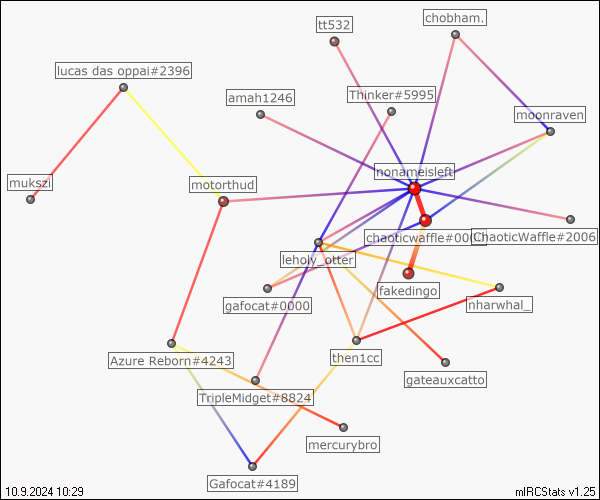 chobham.
tt532
lucas das oppai#2396
Thinker#5995
amah1246
moonraven
nonameisleft
mukszi
motorthud
chaoticwaffle#00
ChaoticWaffle#2006
leholy_otter
fakedingo
gafocat#0000
nharwhal_
then1cc
Azure Reborn#4243
gateauxcatto
TripleMidget#8824
mercurybro
Gafocat#4189
10.9.2024 10:29
mIRCStats v1.25